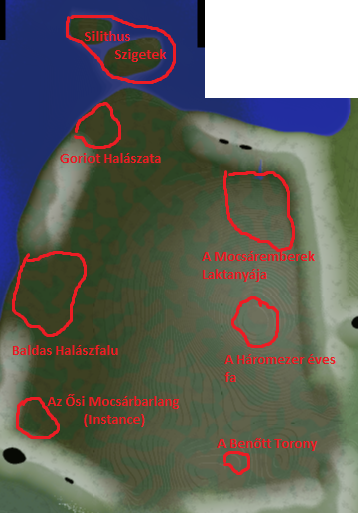 Silithus
Szigetek
Goriot Halászata
A Mocsáremberek
Laktanyája
Baldas Halászfalu
A Háromezer éves
fa
Az Ősi Mocsárbarlang
(Instance)
A Benőtt Torony